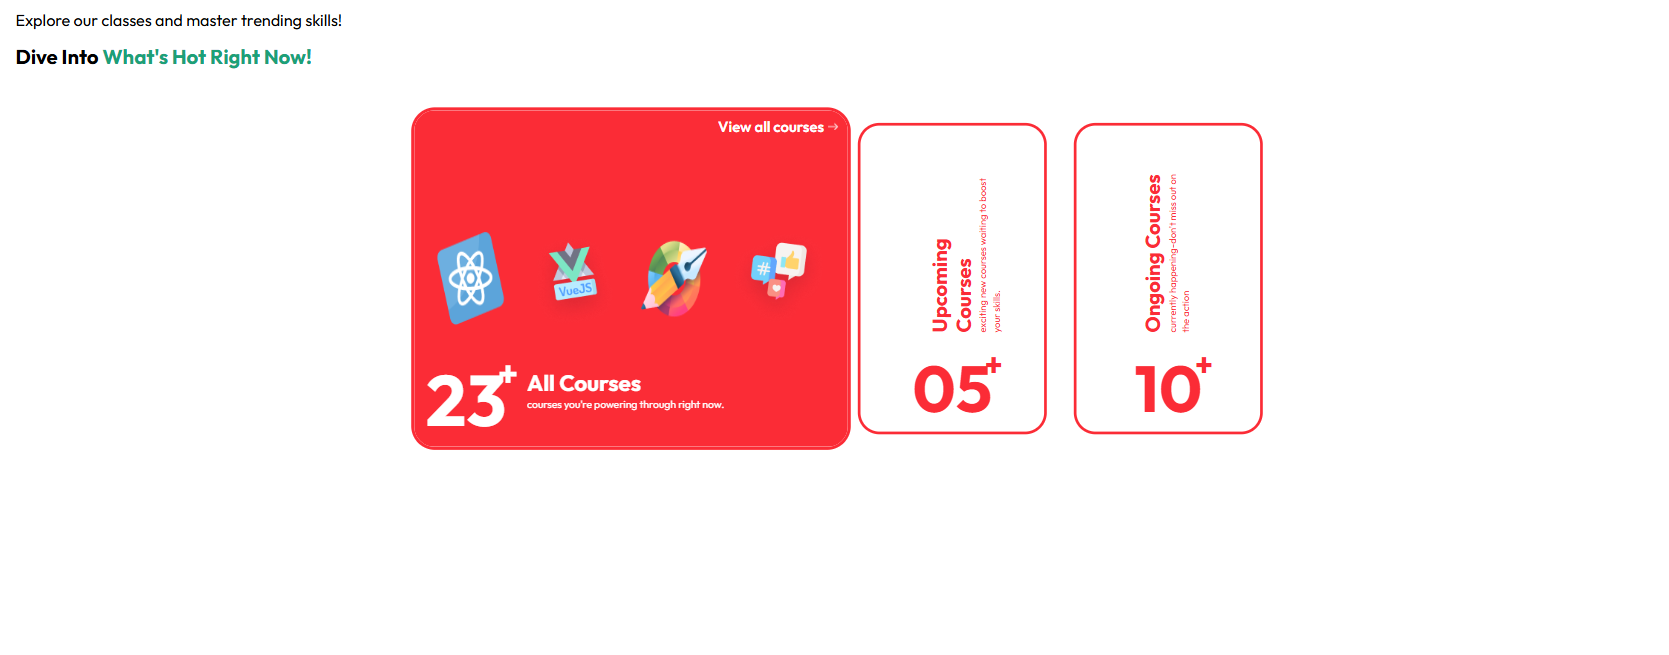 Explore our classes and master trending skills!
Dive Into What's Hot Right Now!
View all courses →
VueJS
#
23+
All Courses
courses you're powering through right now.
Upcoming
Courses
exciting new courses waiting to boost
your skills.
05+
Ongoing Courses
currently happening-don't miss out on
the action
10+